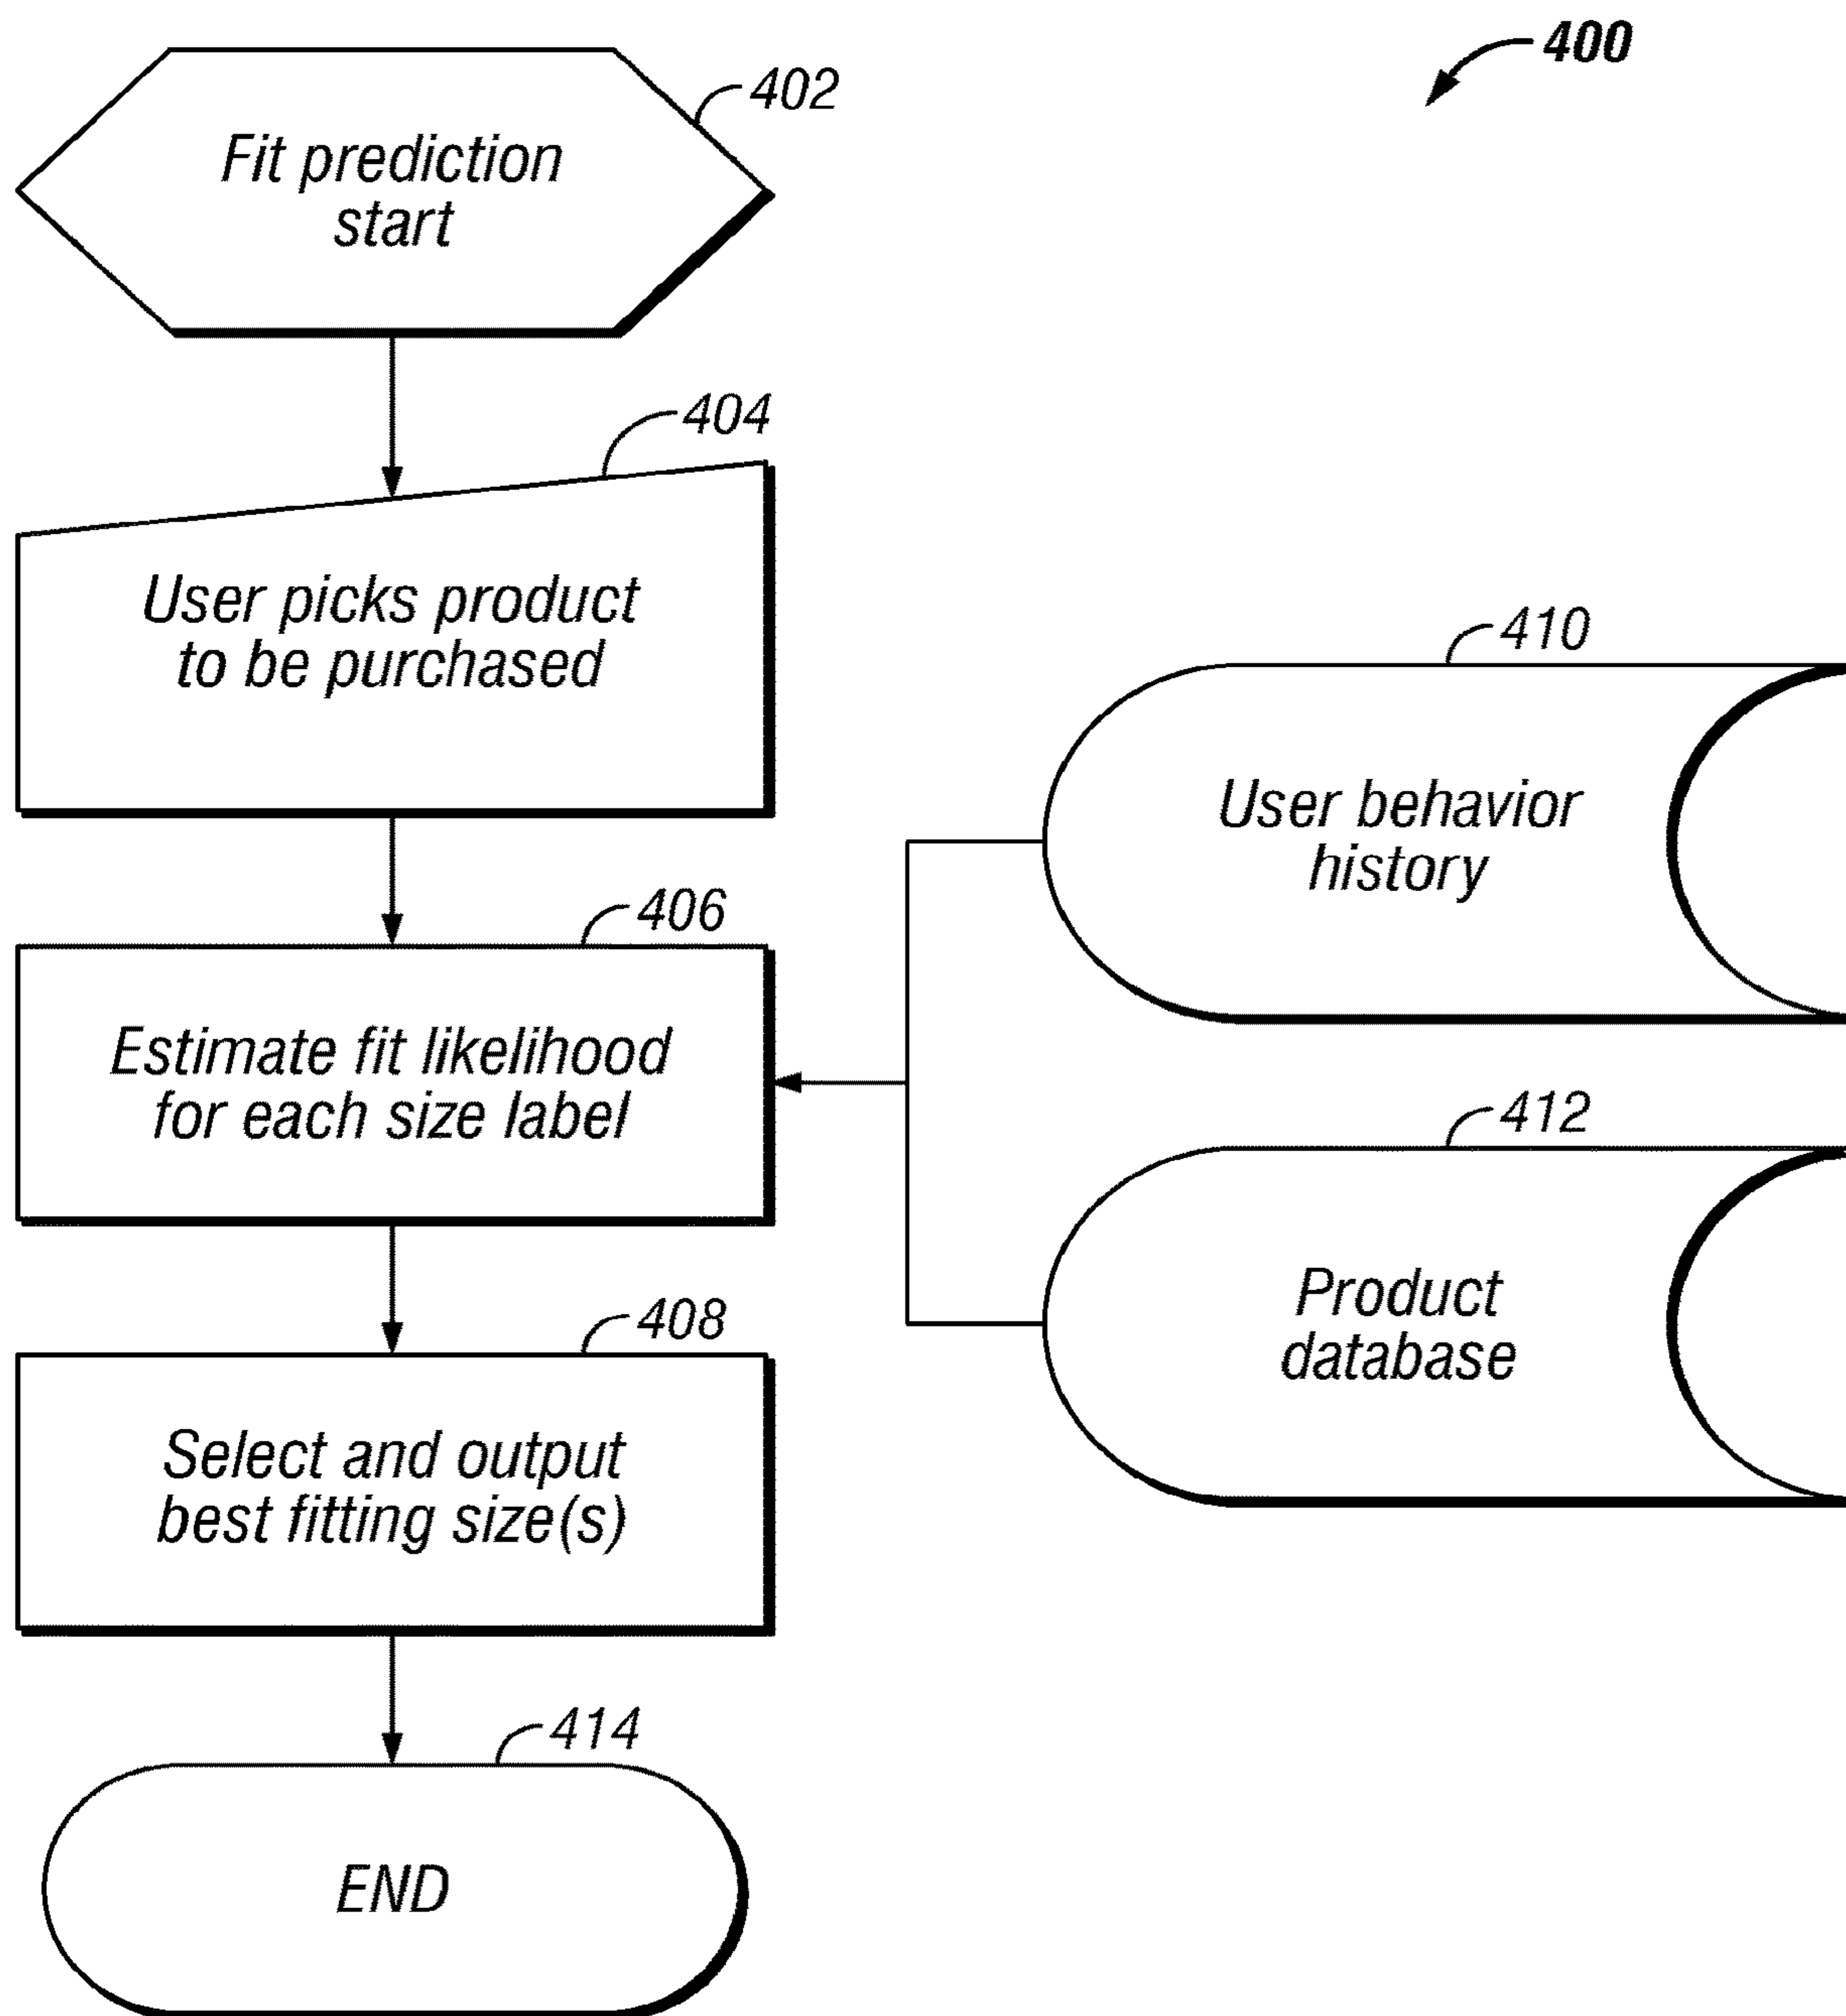 400
402
Fit prediction
start
404
User picks product
to be purchased
410
User behavior
history
406
Estimate fit likelihood
for each size label
412
Product
database
408
Select and output
best fitting size(s)
414
END